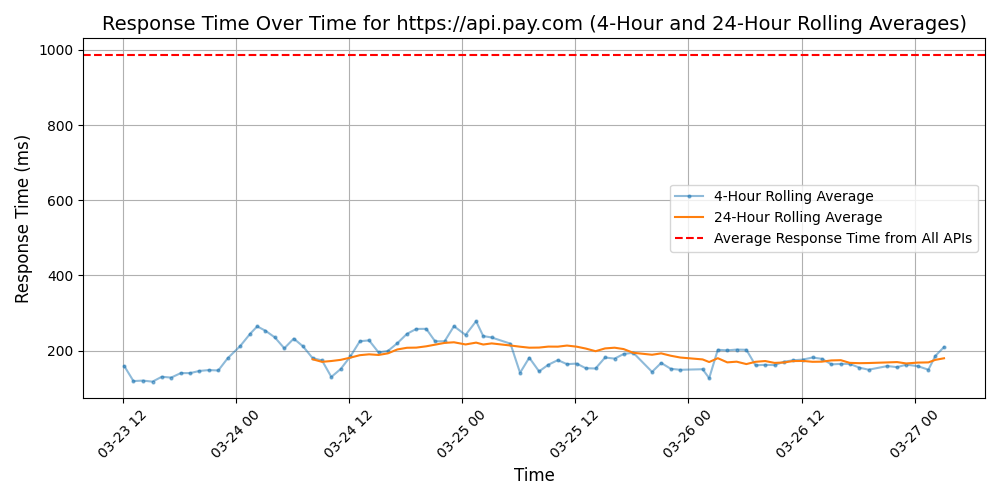 Response Time Over Time for https://api.pay.com (4-Hour and 24-Hour Rolling Averages)
Response Time (ms)
1000
800
600
400
200
4-Hour Rolling Average
24-Hour Rolling Average
Average Response Time from All APIs
03-23 12
03-24 00
03-24 12
03-25 00
03-25 12
03-26 00
03-26 12
03-27 00
Time